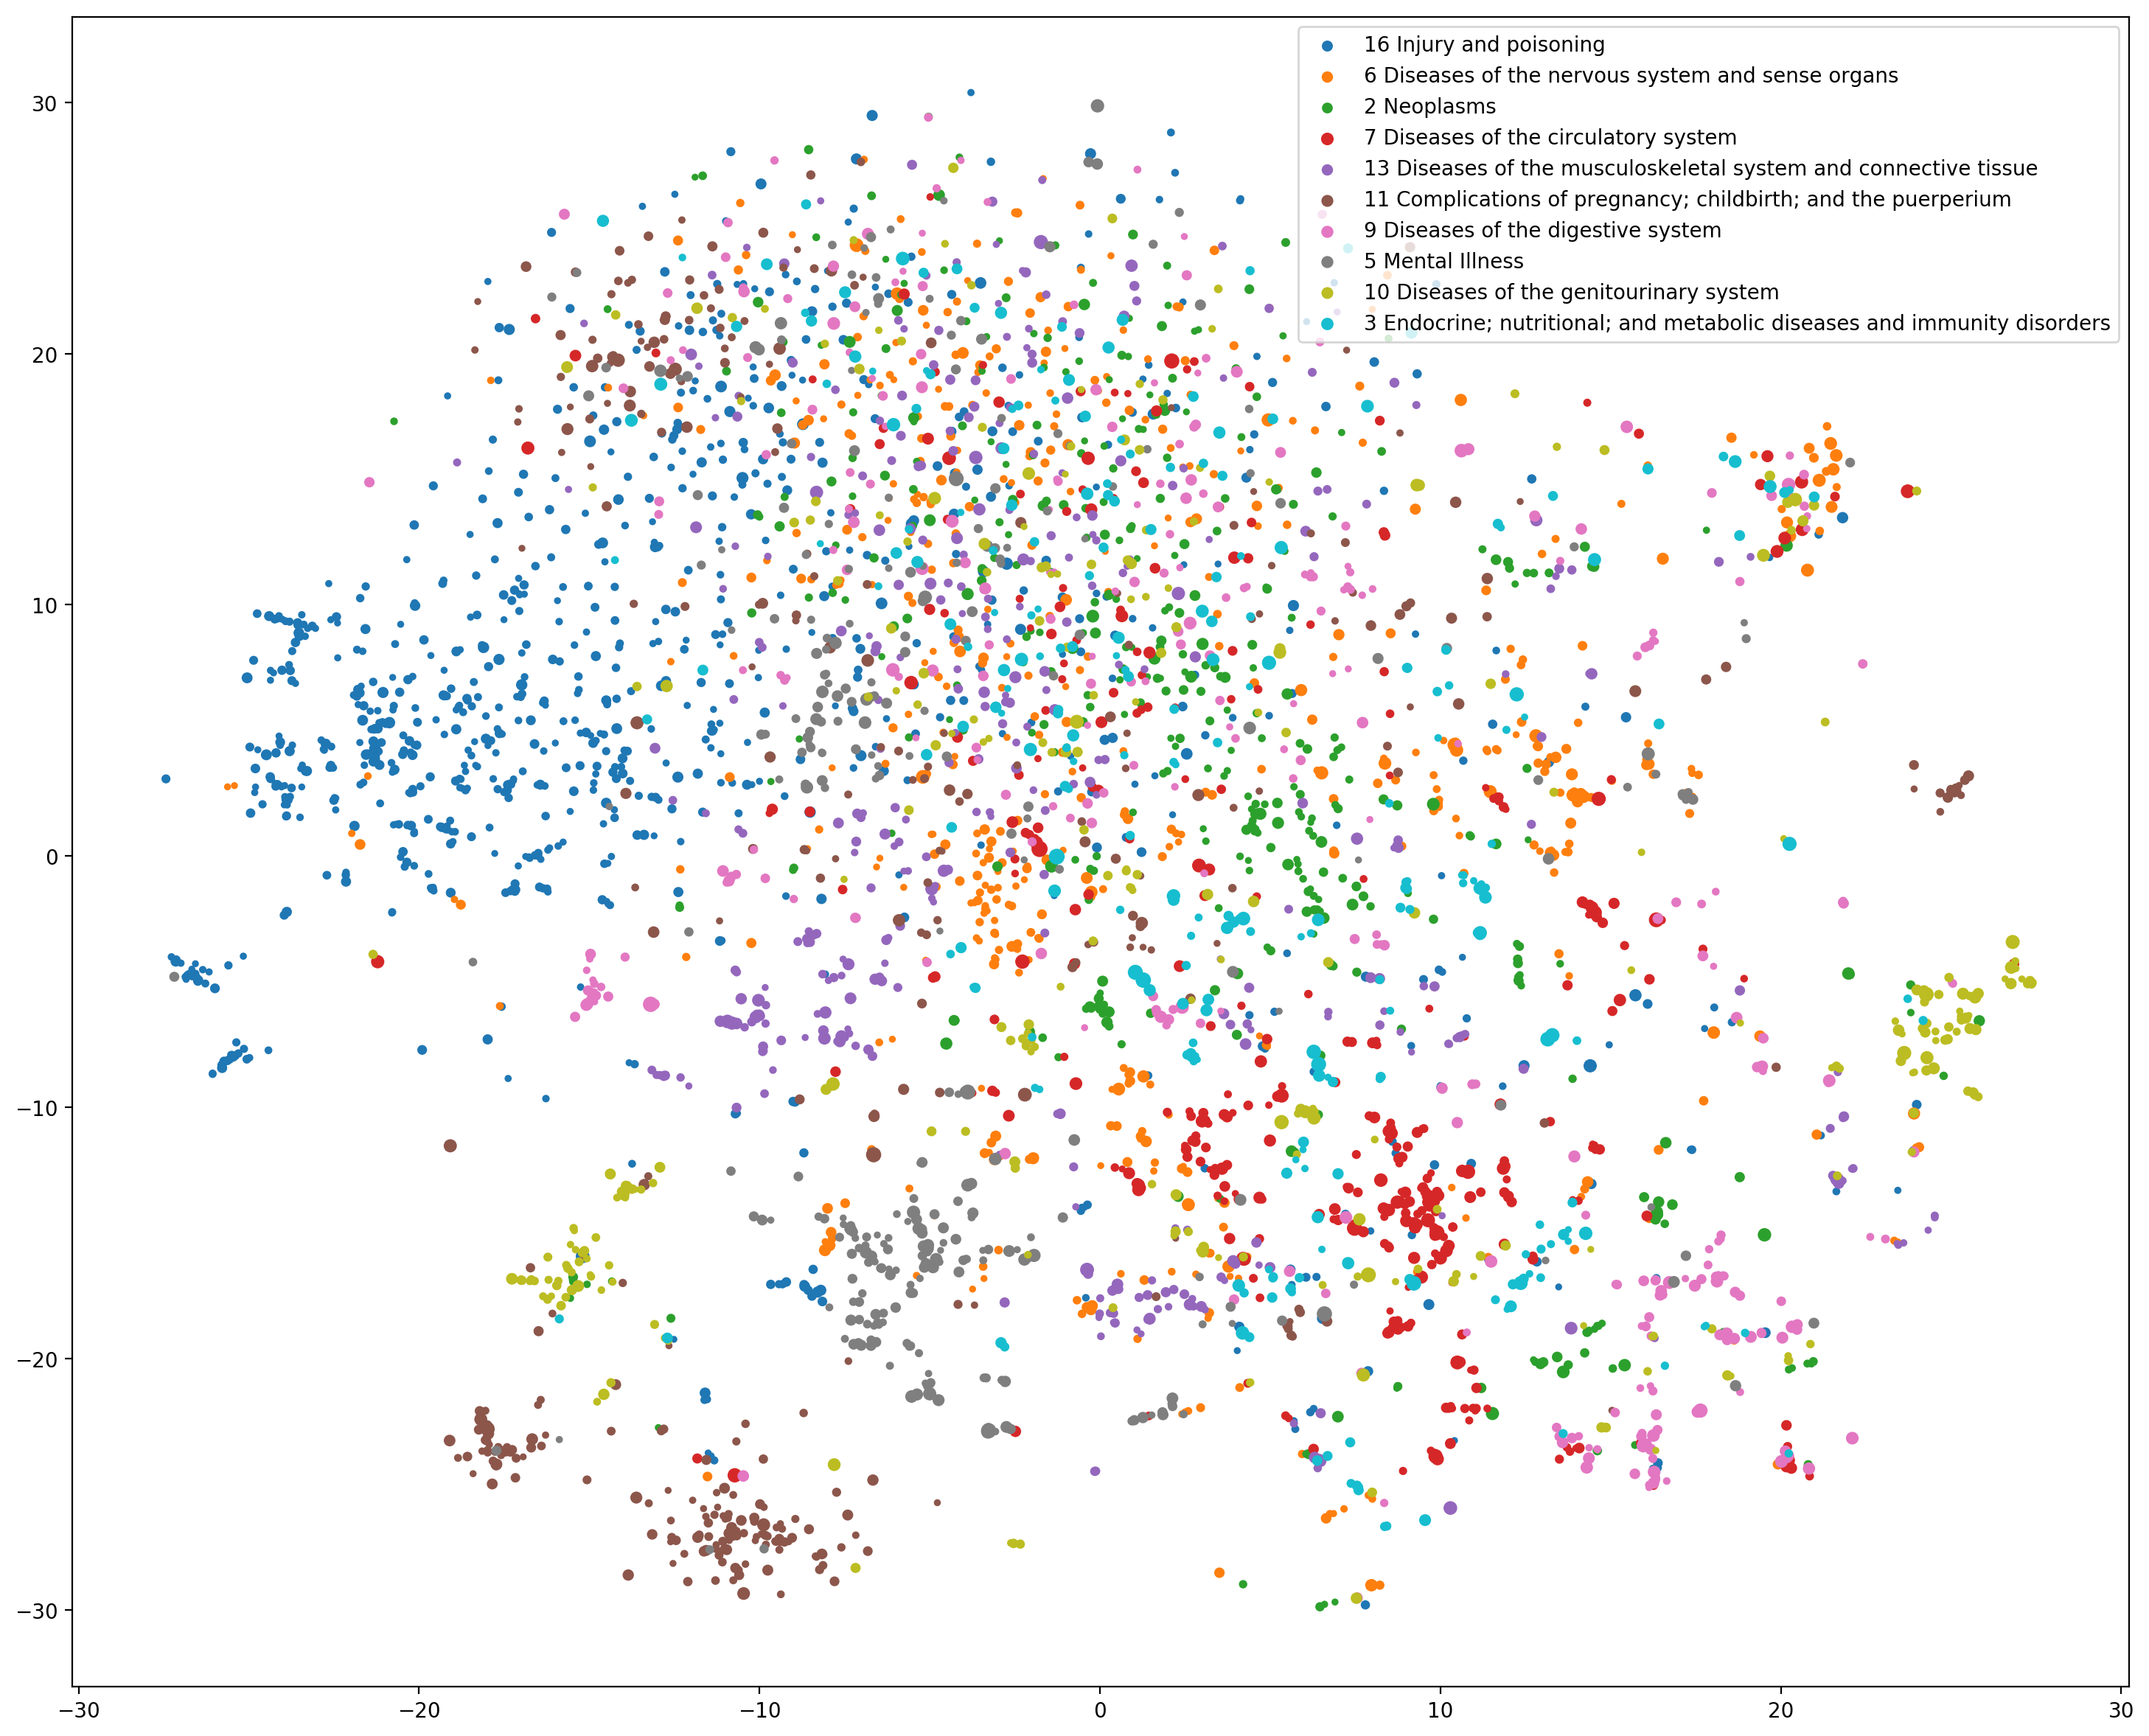 16 Injury and poisoning
6 Diseases of the nervous system and sense organs
2 Neoplasms
7 Diseases of the circulatory system
13 Diseases of the musculoskeletal system and connective tissue
11 Complications of pregnancy; childbirth; and the puerperium
9 Diseases of the digestive system
5 Mental Illness
10 Diseases of the genitourinary system
3 Endocrine; nutritional; and metabolic diseases and immunity disorders
30
20
10
0
−10
−20
−30
−30 −20 −10 0 10 20 30